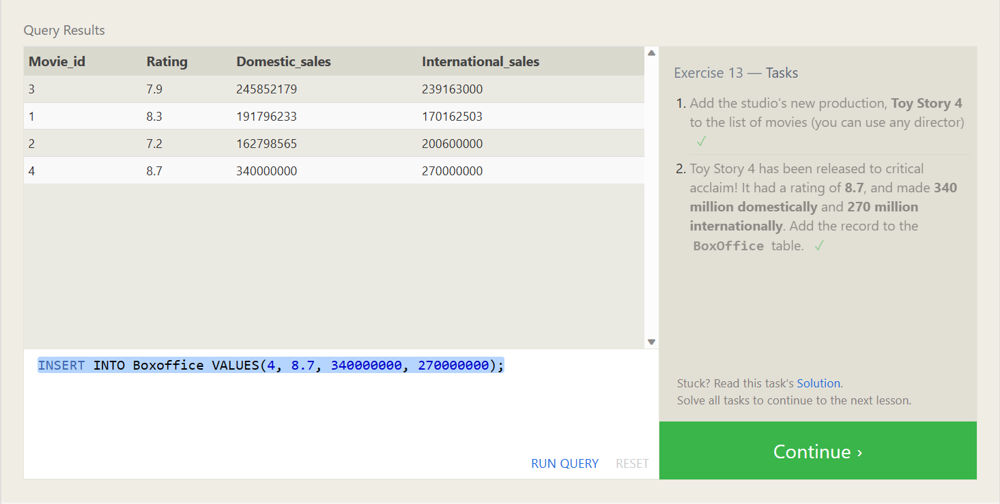 Query Results
Movie_id Rating Domestic_sales International_sales
3 7.9 245852179 239163000
1 8.3 191796233 170162503
2 7.2 162798565 200600000
4 8.7 340000000 270000000
INSERT INTO Boxoffice VALUES(4, 8.7, 340000000, 270000000);
RUN QUERY RESET
Exercise 13 — Tasks
1. Add the studio's new production, Toy Story 4
to the list of movies (you can use any director)
✓
2. Toy Story 4 has been released to critical
acclaim! It had a rating of 8.7, and made 340
million domestically and 270 million
internationally. Add the record to the
BoxOffice table. ✓
Stuck? Read this task's Solution.
Solve all tasks to continue to the next lesson.
Continue ›